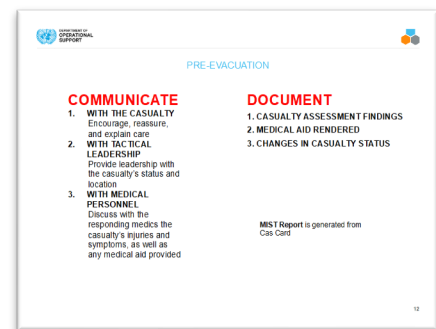 DEPARTMENT OF
OPERATIONAL
SUPPORT
PRE-EVACUATION
COMMUNICATE
1. WITH THE CASUALTY
Encourage, reassure,
and explain care
2. WITH TACTICAL
LEADERSHIP
Provide leadership with
the casualty's status and
location
3. WITH MEDICAL
PERSONNEL
Discuss with the
responding medics the
casualty's injuries and
symptoms, as well as
any medical aid provided
DOCUMENT
1. CASUALTY ASSESSMENT FINDINGS
2. MEDICAL AID RENDERED
3. CHANGES IN CASUALTY STATUS
MIST Report is generated from
Cas Card
12